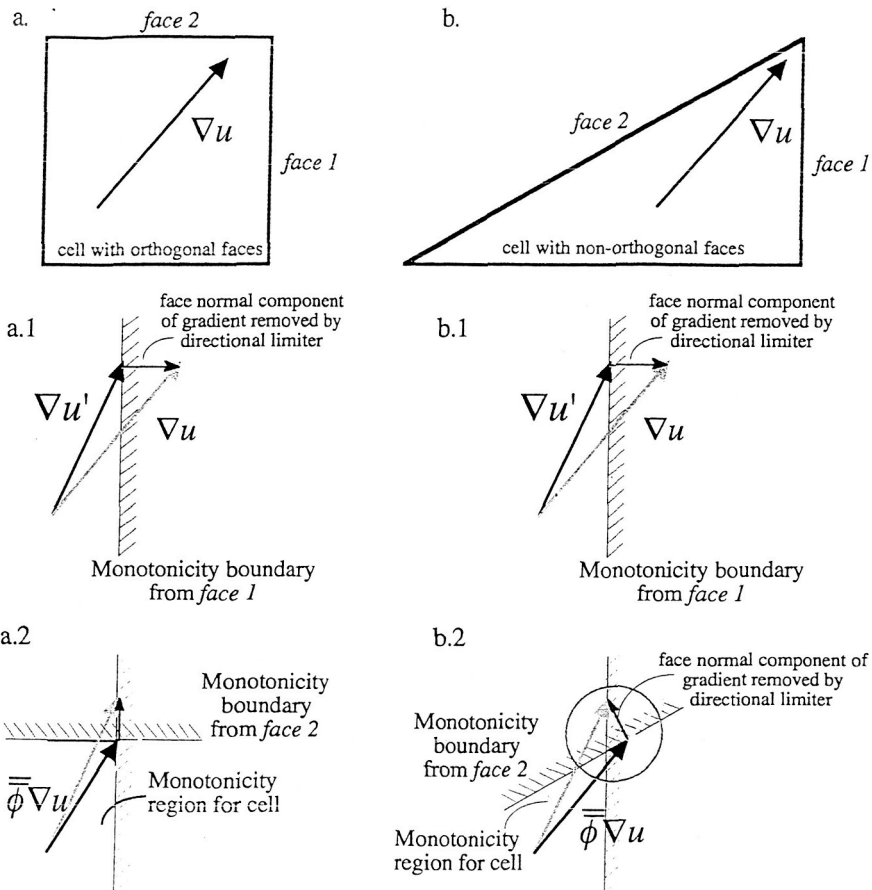 a.
face 2
∇u
face 1
cell with orthogonal faces
b.
face 2
∇u
face 1
cell with non-orthogonal faces
a.1
face normal component
of gradient removed by
directional limiter
∇u'
∇u
Monotonicity boundary
from face 1
b.1
face normal component
of gradient removed by
directional limiter
∇u'
∇u
Monotonicity boundary
from face 1
a.2
Monotonicity
boundary
from face 2
Monotonicity
region for cell
φ̿∇u
b.2
face normal component of
gradient removed by
directional limiter
Monotonicity
boundary
from face 2
Monotonicity
region for cell
φ̿∇u